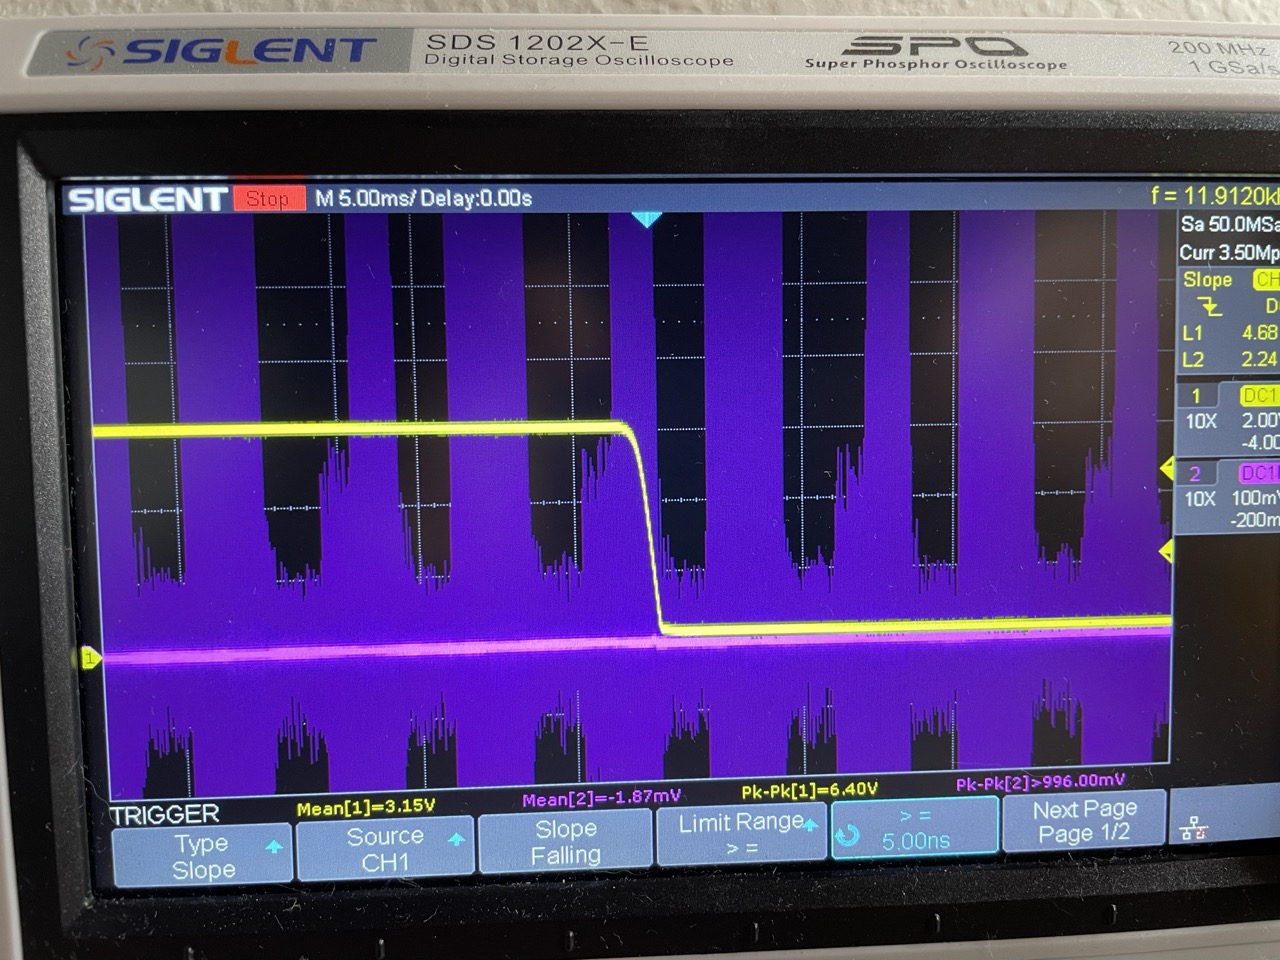 SIGLENT SDS 1202X-E SPO 200 MHz
Digital Storage Oscilloscope Super Phosphor Oscilloscope 1 GSa/s
SIGLENT Stop M 5.00ms/ Delay:0.00s f = 11.9120k
Sa 50.0MSa
Curr 3.50Mp
Slope CH
D
L1 4.68
L2 2.24
1 DC1
10X 2.00
-4.00
2 DC1
10X 100m
-200m
1
Mean[1]=3.15V Mean[2]=-1.87mV Pk-Pk[1]=6.40V Pk-Pk[2]>996.00mV
TRIGGER
Type
Slope
Source
CH1
Slope
Falling
Limit Range
>=
>=
5.00ns
Next Page
Page 1/2